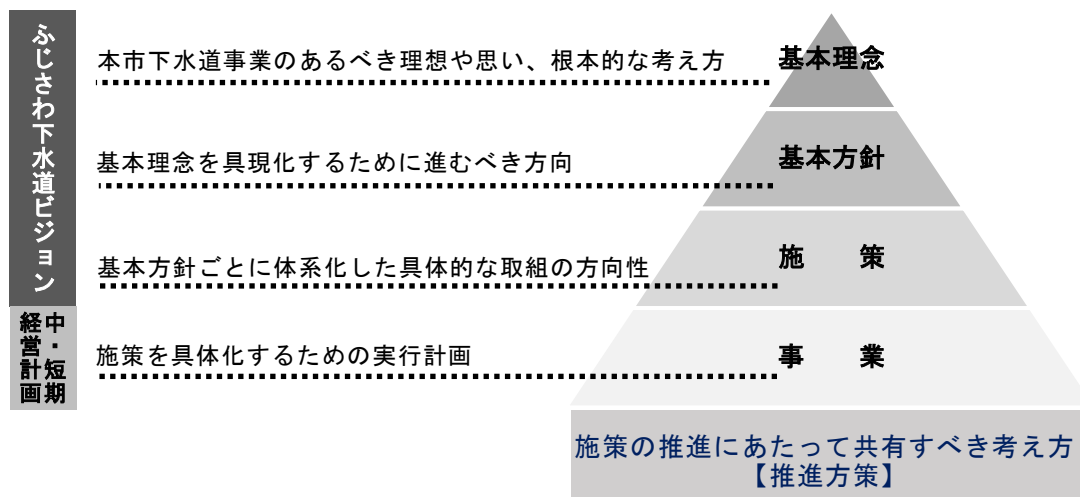 ふじさわ下水道ビジョン
本市下水道事業のあるべき理想や思い、根本的な考え方
基本理念
基本理念を具現化するために進むべき方向
基本方針
基本方針ごとに体系化した具体的な取組の方向性
施　策
中・短期
経営計画
施策を具体化するための実行計画
事　業
施策の推進にあたって共有すべき考え方
【推進方策】